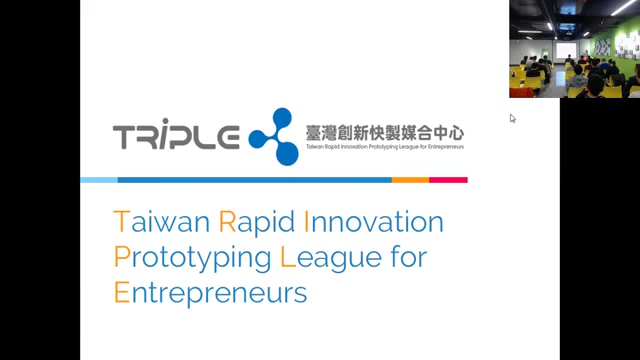 TRIPLE
臺灣創新快製媒合中心
Taiwan Rapid Innovation Prototyping League for Entrepreneurs
Taiwan Rapid Innovation
Prototyping League for
Entrepreneurs